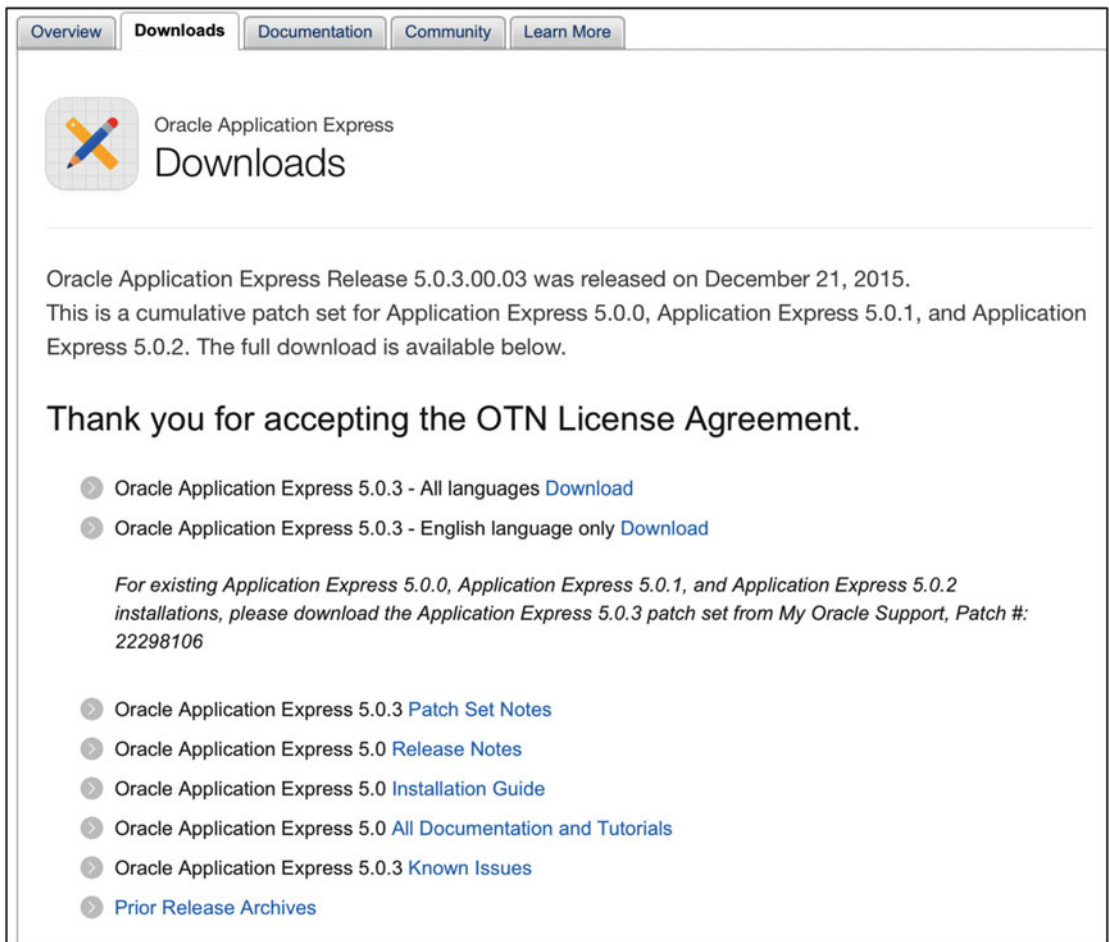 Overview Downloads Documentation Community Learn More
Oracle Application Express
Downloads
Oracle Application Express Release 5.0.3.00.03 was released on December 21, 2015.
This is a cumulative patch set for Application Express 5.0.0, Application Express 5.0.1, and Application
Express 5.0.2. The full download is available below.
Thank you for accepting the OTN License Agreement.
Oracle Application Express 5.0.3 - All languages Download
Oracle Application Express 5.0.3 - English language only Download
For existing Application Express 5.0.0, Application Express 5.0.1, and Application Express 5.0.2
installations, please download the Application Express 5.0.3 patch set from My Oracle Support, Patch #:
22298106
Oracle Application Express 5.0.3 Patch Set Notes
Oracle Application Express 5.0 Release Notes
Oracle Application Express 5.0 Installation Guide
Oracle Application Express 5.0 All Documentation and Tutorials
Oracle Application Express 5.0.3 Known Issues
Prior Release Archives